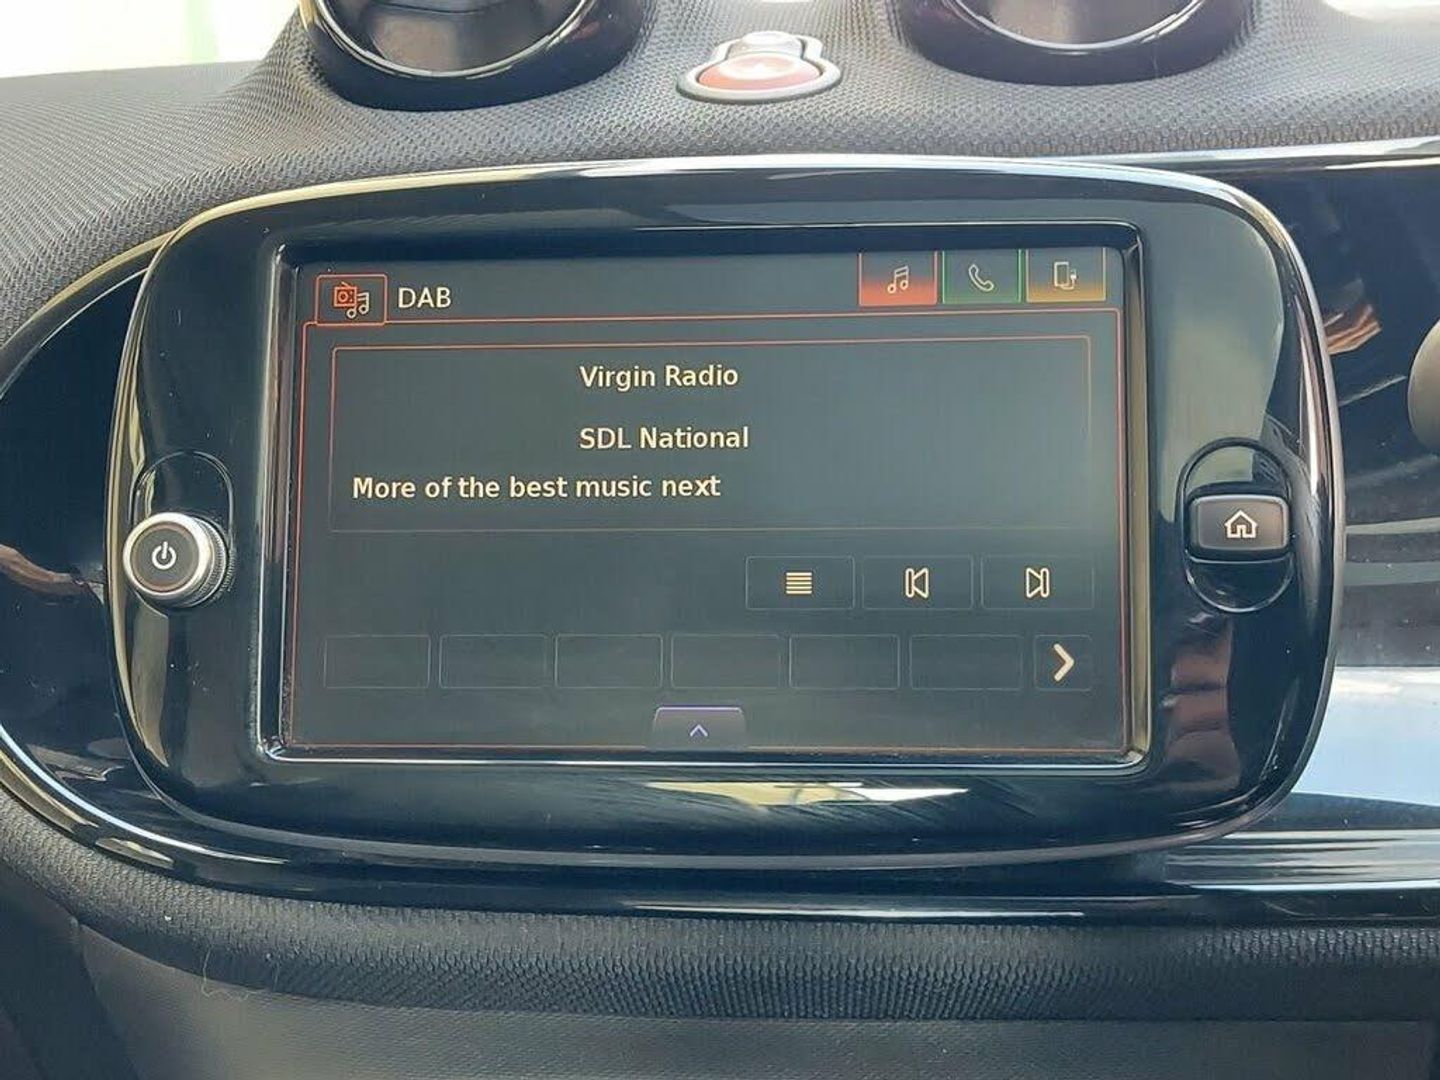 DAB
Virgin Radio
SDL National
More of the best music next